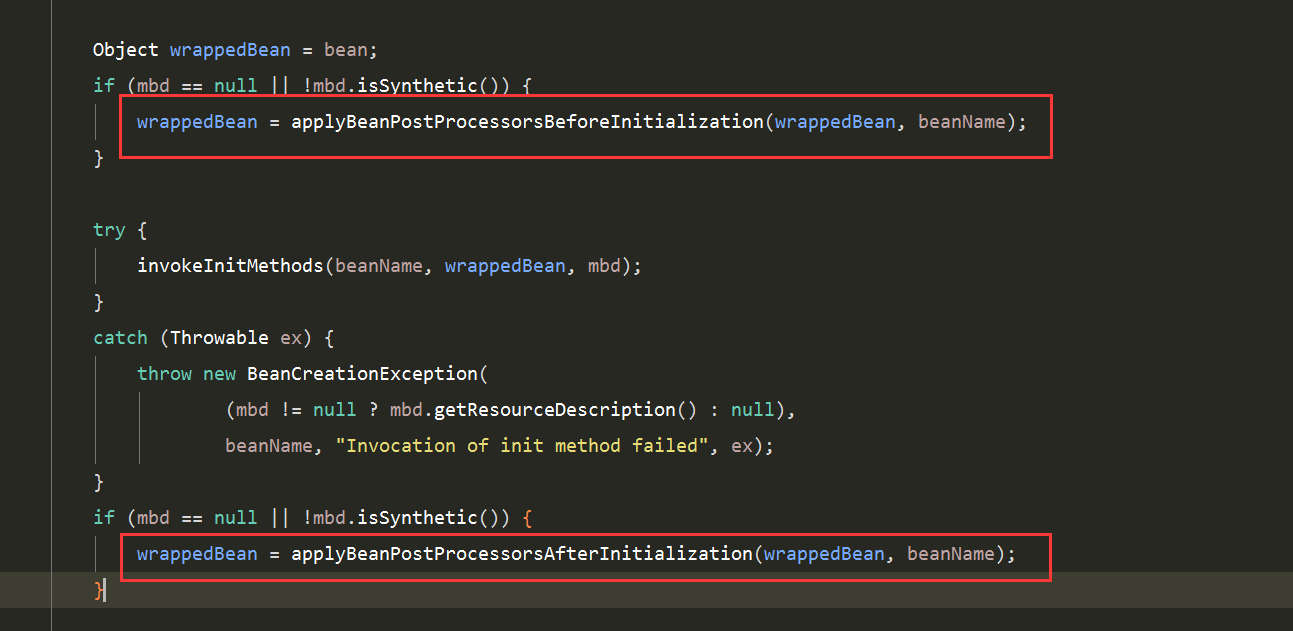 Object wrappedBean = bean;
if (mbd == null || !mbd.isSynthetic()) {
wrappedBean = applyBeanPostProcessorsBeforeInitialization(wrappedBean, beanName);
}
try {
invokeInitMethods(beanName, wrappedBean, mbd);
}
catch (Throwable ex) {
throw new BeanCreationException(
(mbd != null ? mbd.getResourceDescription() : null),
beanName, "Invocation of init method failed", ex);
}
if (mbd == null || !mbd.isSynthetic()) {
wrappedBean = applyBeanPostProcessorsAfterInitialization(wrappedBean, beanName);
}